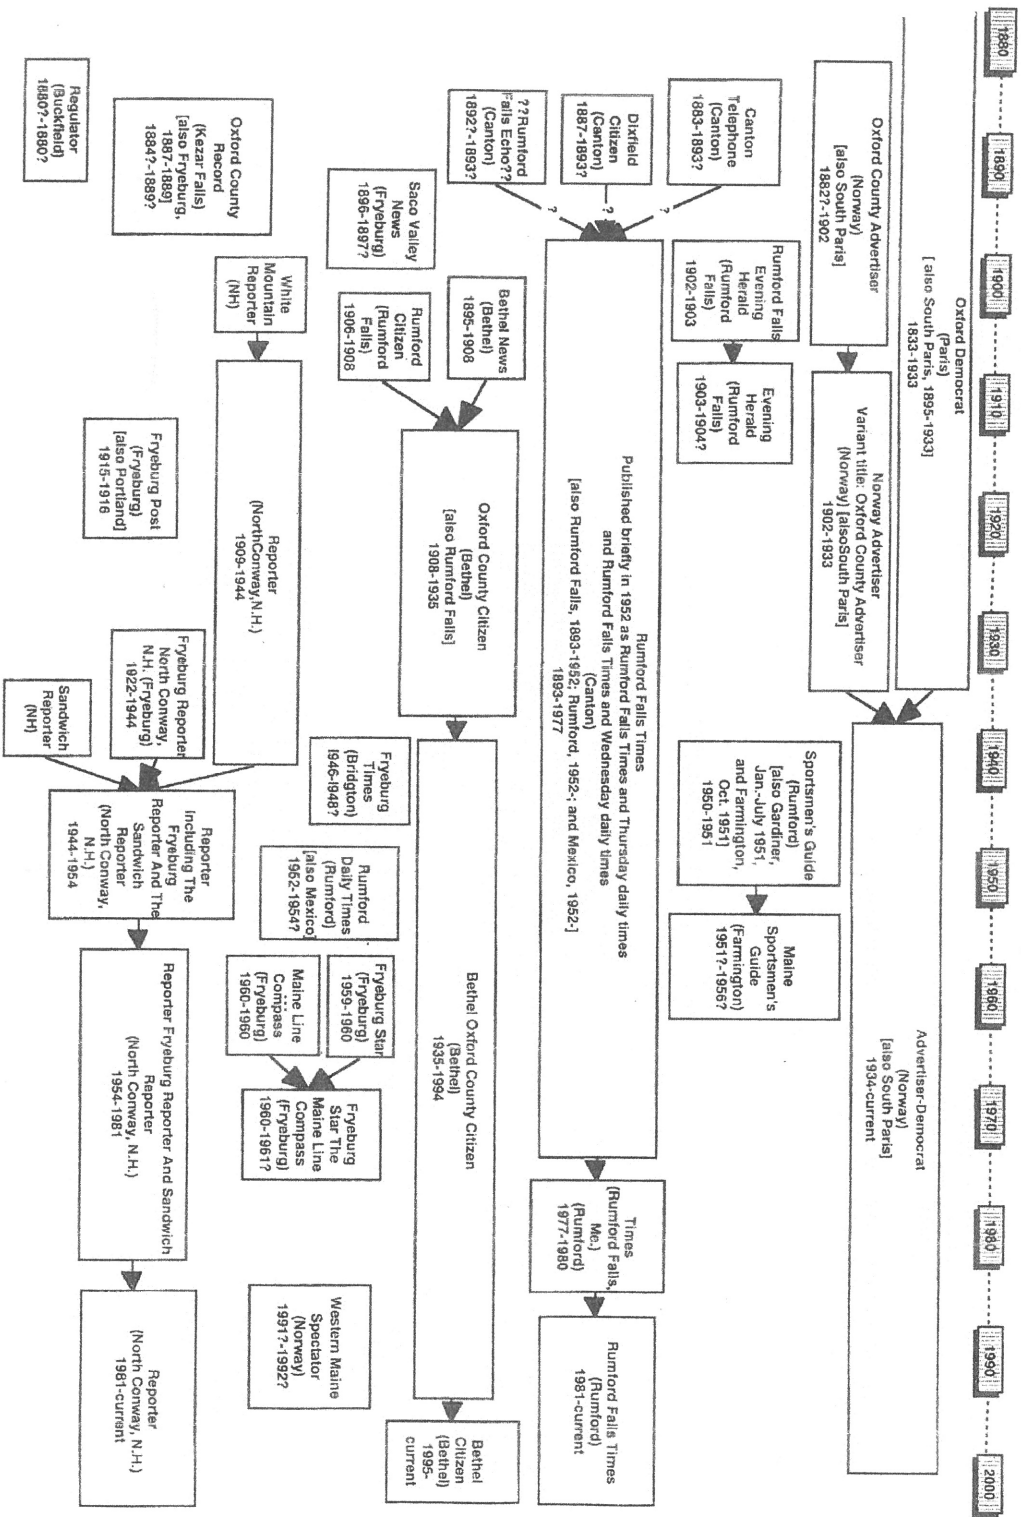 1880
1890
1900
1910
1920
1930
1940
1950
1960
1970
1980
1990
2000
Oxford Democrat
(Paris)
[ also South Paris, 1895-1933]
1833-1933
Oxford County Advertiser
(Norway)
[also South Paris]
1882?-1902
Norway Advertiser
Variant title: Oxford County Advertiser
(Norway) [alsoSouth Paris]
1902-1933
Advertiser-Democrat
(Norway)
[also South Paris]
1934-current
Canton
Telephone
(Canton)
1883-1893?
Rumford Falls
Evening
Herald
(Rumford
Falls)
1902-1903
Evening
Herald
(Rumford
Falls)
1903-1904?
Sportsmen's Guide
(Rumford)
[also Gardiner,
Jan.-July 1951,
and Farmington,
Oct. 1951]
1950-1951
Maine
Sportsmen's
Guide
(Farmington)
1951?-1956?
Dixfield
Citizen
(Canton)
1887-1893?
??Rumford
Falls Echo??
(Canton)
1892?-1893?
?
?
?
Rumford Falls Times
Published briefly in 1952 as Rumford Falls Times and Thursday daily times
and Rumford Falls Times and Wednesday daily times
(Canton)
[also Rumford Falls, 1893-1952; Rumford, 1952-; and Mexico, 1952-]
1893-1977
Times
(Rumford Falls,
Me.)
(Rumford)
1977-1980
Rumford Falls Times
(Rumford)
1981-current
Saco Valley
News
(Fryeburg)
1896-1897?
Bethel News
(Bethel)
1895-1908
Rumford
Citizen
(Rumford
Falls)
1906-1908
Oxford County Citizen
(Bethel)
[also Rumford Falls]
1908-1935
Bethel Oxford County Citizen
(Bethel)
1935-1994
Bethel
Citizen
(Bethel)
1995-
current
Fryeburg
Times
(Bridgton)
1946-1948?
Rumford
Daily Times
(Rumford)
[also Mexico]
1952-1954?
Fryeburg Star
(Fryeburg)
1959-1960
Maine Line
Compass
(Fryeburg)
1960-1960
Fryeburg
Star The
Maine Line
Compass
(Fryeburg)
1960-1961?
Western Maine
Spectator
(Norway)
1991?-1992?
Oxford County
Record
(Kezar Falls)
1887-1889]
[also Fryeburg,
1884?-1889?
Regulator
(Buckfield)
1880?-1880?
White
Mountain
Reporter
(NH)
Reporter
(NorthConway,N.H.)
1909-1944
Fryeburg Post
(Fryeburg)
[also Portland]
1915-1916
Fryeburg Reporter
North Conway,
N.H. (Fryeburg)
1922-1944
Sandwich
Reporter
(NH)
Reporter
Including The
Fryeburg
Reporter And The
Sandwich
Reporter
(North Conway,
N.H.)
1944-1954
Reporter Fryeburg Reporter And Sandwich
Reporter
(North Conway, N.H.)
1954-1981
Reporter
(North Conway, N.H.)
1981-current